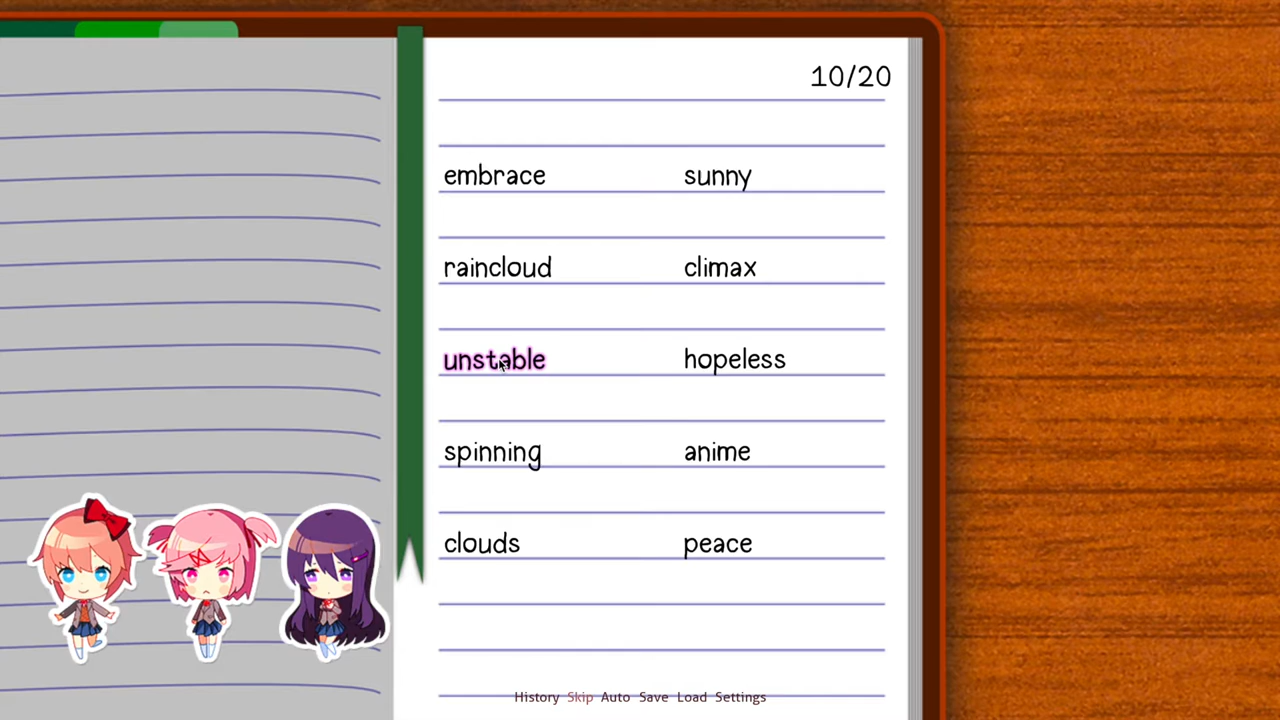 10/20
embrace sunny
raincloud climax
unstable hopeless
spinning anime
clouds peace
History Skip Auto Save Load Settings